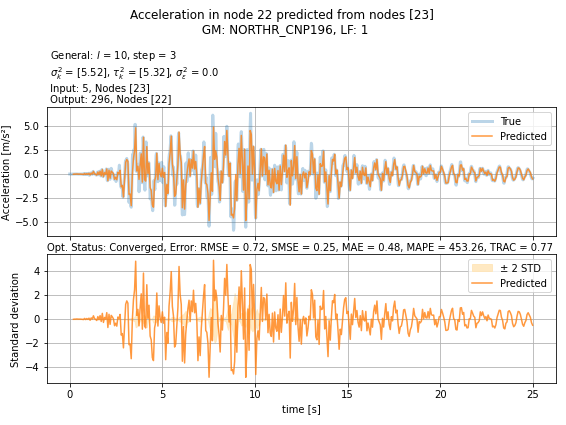 Acceleration in node 22 predicted from nodes [23]
GM: NORTHR_CNP196, LF: 1
General: l = 10, step = 3
σ²ₖ = [5.52], τ²ₖ = [5.32], σ²ε = 0.0
Input: 5, Nodes [23]
Output: 296, Nodes [22]
Acceleration [m/s²]
5.0
2.5
0.0
−2.5
−5.0
True
Predicted
Opt. Status: Converged, Error: RMSE = 0.72, SMSE = 0.25, MAE = 0.48, MAPE = 453.26, TRAC = 0.77
Standard deviation
4
2
0
−2
−4
± 2 STD
Predicted
0 5 10 15 20 25
time [s]